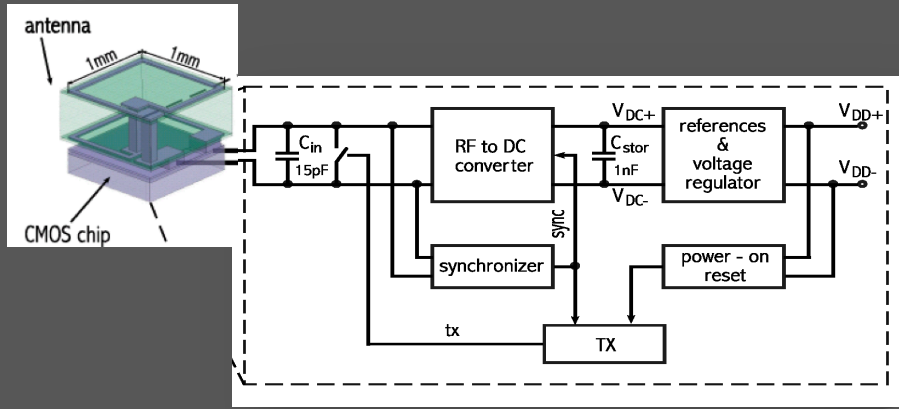 antenna
1mm
1mm
CMOS chip
C_in
15pF
RF to DC
converter
V_DC+
C_stor
1nF
V_DC-
references
&
voltage
regulator
V_DD+
V_DD-
sync
synchronizer
power - on
reset
tx
TX